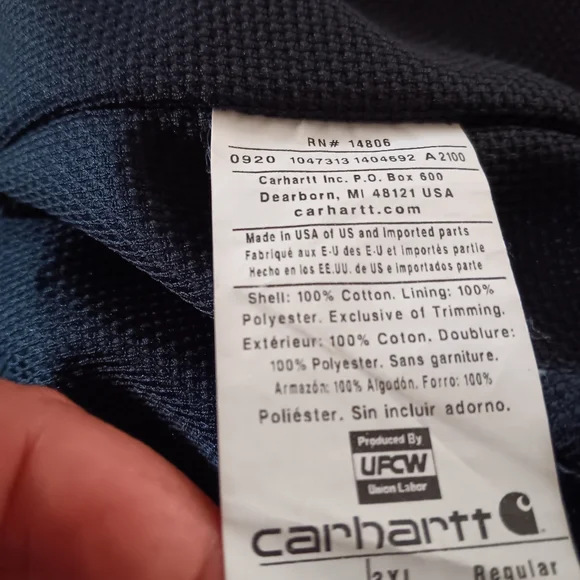 RN# 14806
0920 1047313 1404692 A2100
Carhartt Inc. P.O. Box 600
Dearborn, MI 48121 USA
carhartt.com
Made in USA of US and Imported parts
Fabriqué aux E-U des E-U et importés partie
Hecho en los EE.UU. de US e importados parte
Shell: 100% Cotton. Lining: 100%
Polyester. Exclusive of Trimming.
Extérieur: 100% Coton. Doublure:
100% Polyester. Sans garniture.
Armazón: 100% Algodón. Forro: 100%
Poliéster. Sin incluir adorno.
Produced By
UFCW
Union Labor
carhartt
2XL Regular